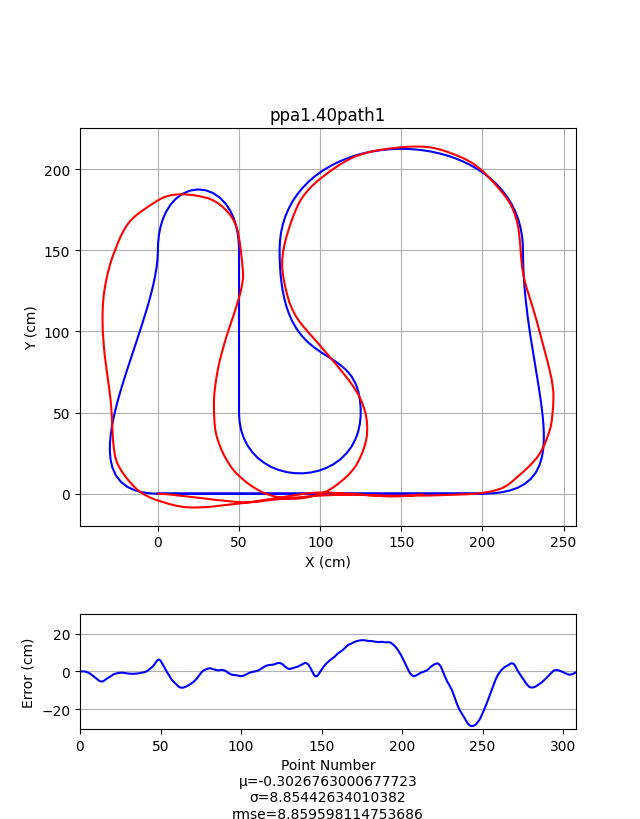 ppa1.40path1
200
150
100
50
0
Y (cm)
0 50 100 150 200 250
X (cm)
20
0
−20
Error (cm)
0 50 100 150 200 250 300
Point Number
μ=-0.3026763000677723
σ=8.85442634010382
rmse=8.859598114753686